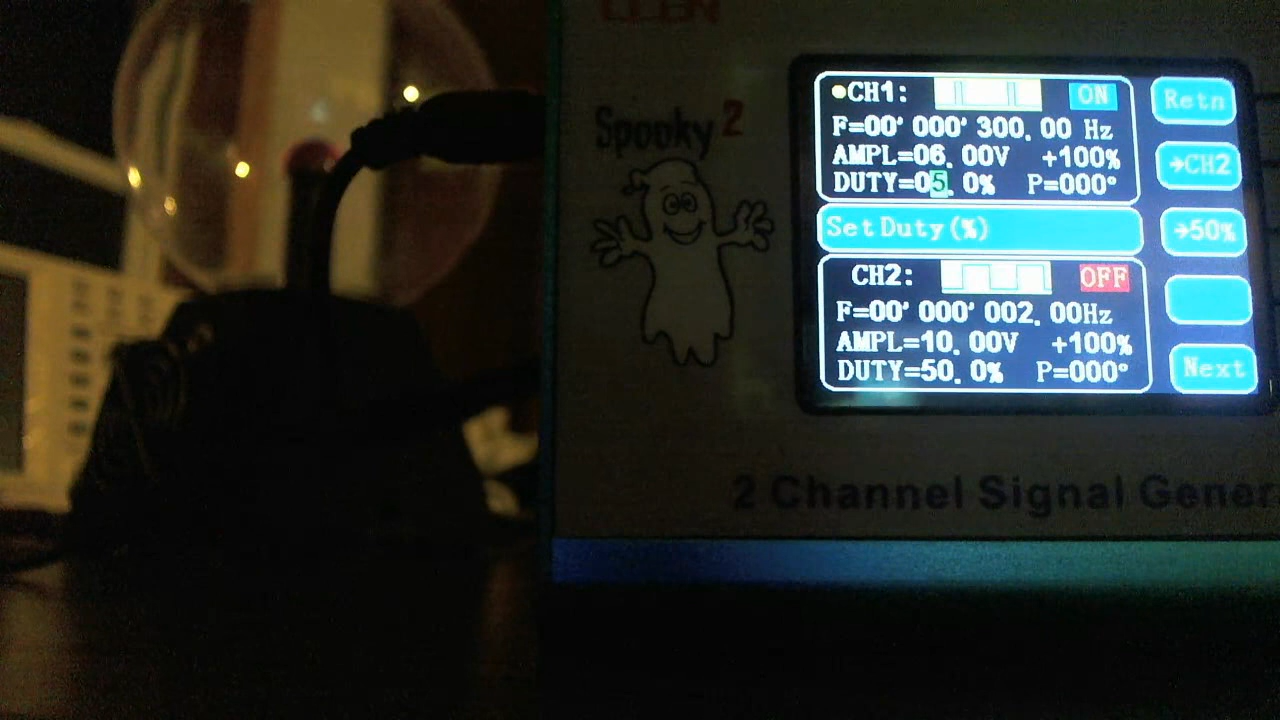 Spooky2
CH1: ON
F=00' 000' 300. 00 Hz
AMPL=06. 00V +100%
DUTY=05. 0% P=000°
Set Duty (%)
CH2: OFF
F=00' 000' 002. 00Hz
AMPL=10. 00V +100%
DUTY=50. 0% P=000°
Retn
→CH2
→50%
Next
2 Channel Signal Gener